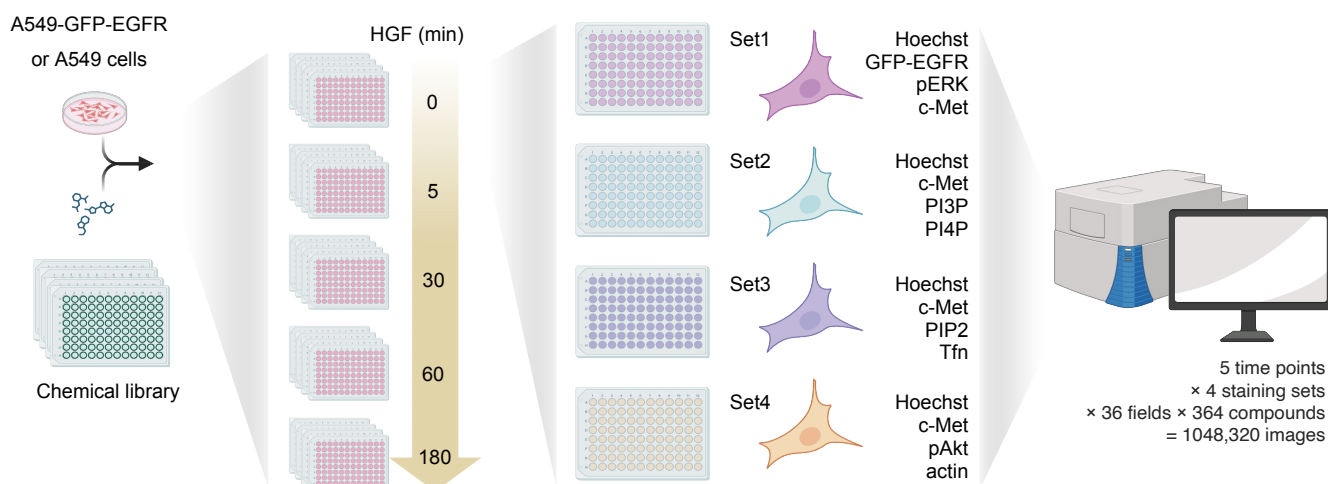 A549-GFP-EGFR
or A549 cells
Chemical library
HGF (min)
0
5
30
60
180
Set1
Hoechst
GFP-EGFR
pERK
c-Met
Set2
Hoechst
c-Met
PI3P
PI4P
Set3
Hoechst
c-Met
PIP2
Tfn
Set4
Hoechst
c-Met
pAkt
actin
5 time points
× 4 staining sets
× 36 fields × 364 compounds
= 1048,320 images